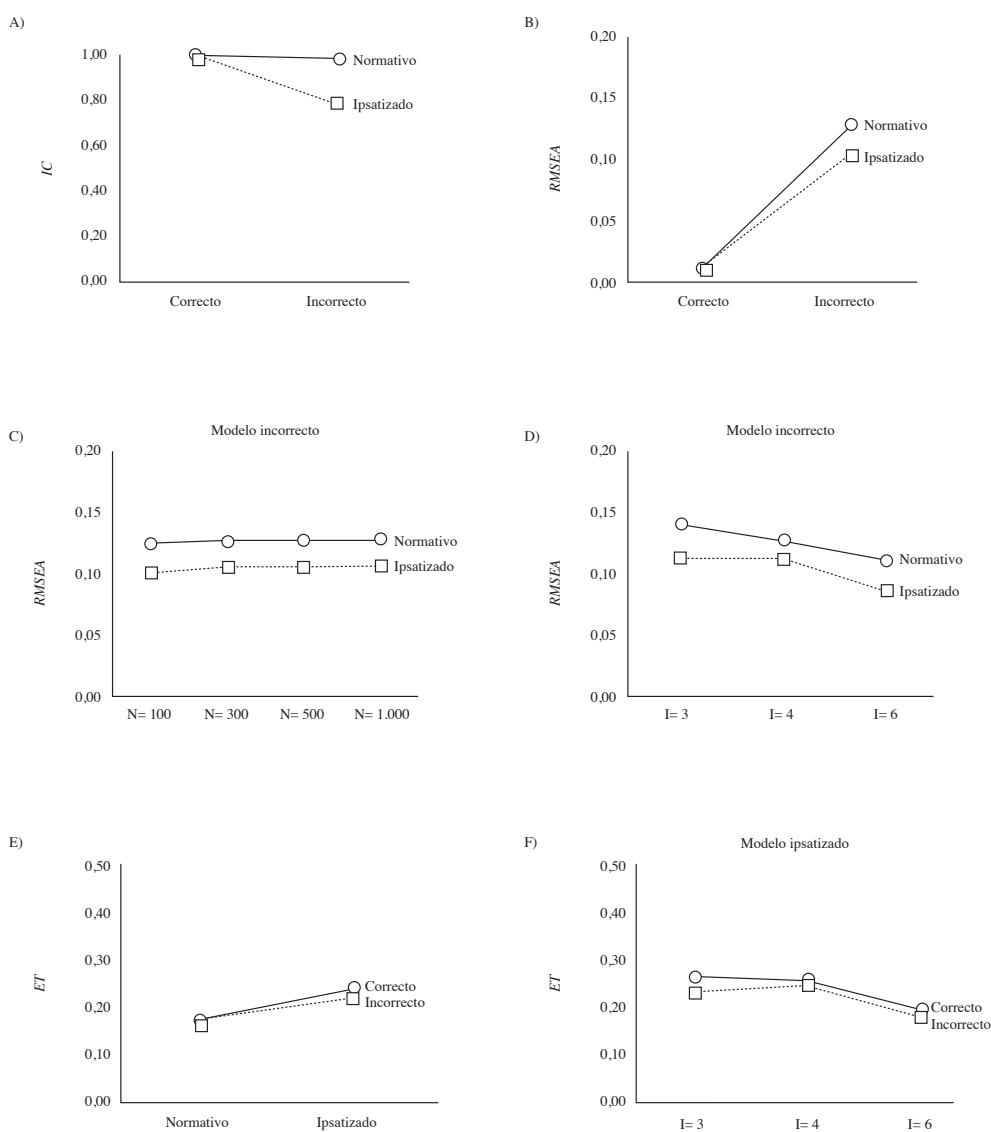 A)
1,00
0,80
0,60
0,40
0,20
0,00
IC
Normativo
Ipsatizado
Correcto Incorrecto
B)
0,20
0,15
0,10
0,05
0,00
RMSEA
Normativo
Ipsatizado
Correcto Incorrecto
C)
Modelo incorrecto
0,20
0,15
0,10
0,05
0,00
RMSEA
Normativo
Ipsatizado
N= 100 N= 300 N= 500 N= 1.000
D)
Modelo incorrecto
0,20
0,15
0,10
0,05
0,00
RMSEA
Normativo
Ipsatizado
I= 3 I= 4 I= 6
E)
0,50
0,40
0,30
0,20
0,10
0,00
ET
Correcto
Incorrecto
Normativo Ipsatizado
F)
Modelo ipsatizado
0,50
0,40
0,30
0,20
0,10
0,00
ET
Correcto
Incorrecto
I= 3 I= 4 I= 6